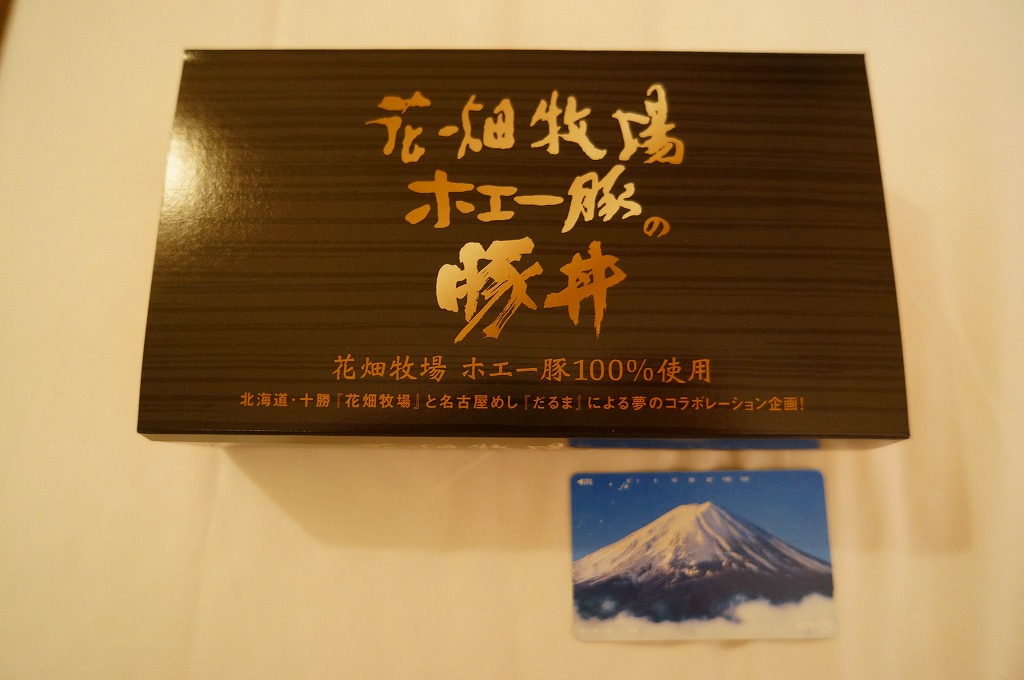 花畑牧場
ホエー豚の
豚丼
花畑牧場 ホエー豚100%使用
北海道・十勝『花畑牧場』と名古屋めし『だるま』による夢のコラボレーション企画!